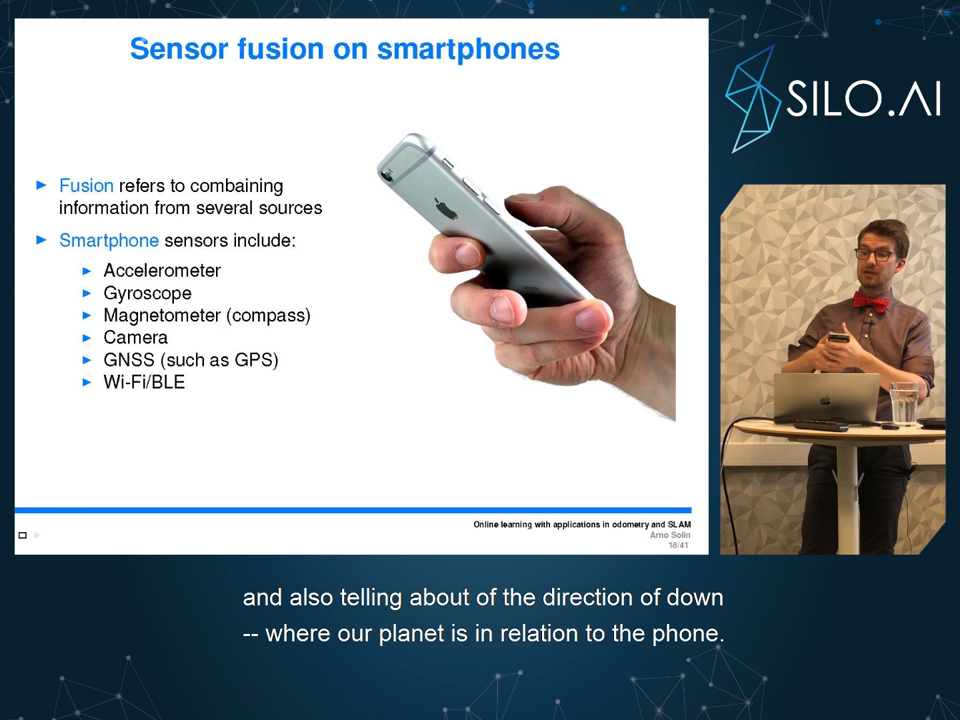 Sensor fusion on smartphones
SILO.AI
Fusion refers to combaining
information from several sources
Smartphone sensors include:
Accelerometer
Gyroscope
Magnetometer (compass)
Camera
GNSS (such as GPS)
Wi-Fi/BLE
Online learning with applications in odometry and SLAM
Arno Solin
18/41
and also telling about of the direction of down
-- where our planet is in relation to the phone.